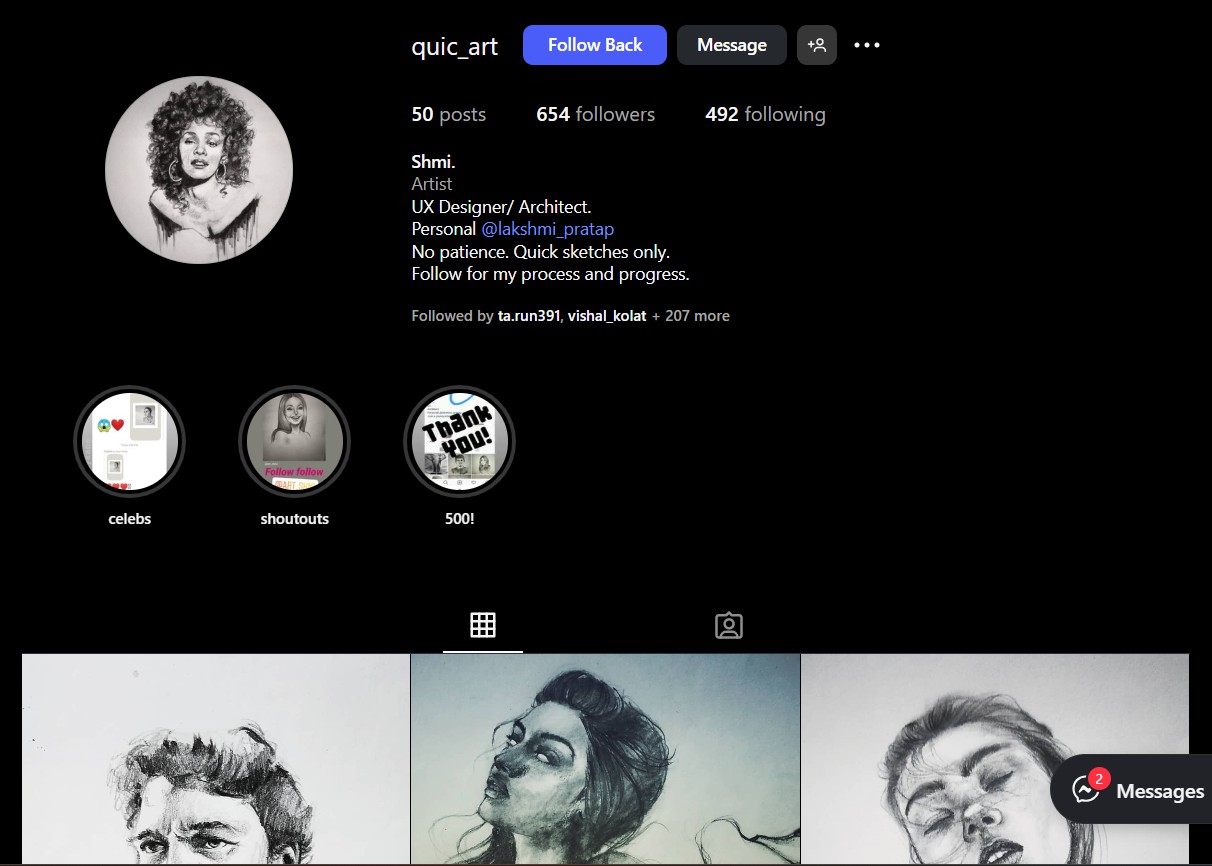 quic_art Follow Back Message
50 posts 654 followers 492 following
Shmi.
Artist
UX Designer/ Architect.
Personal @lakshmi_pratap
No patience. Quick sketches only.
Follow for my process and progress.
Followed by ta.run391, vishal_kolat + 207 more
Follow follow
Thank
You!
celebs shoutouts 500!
2
Messages